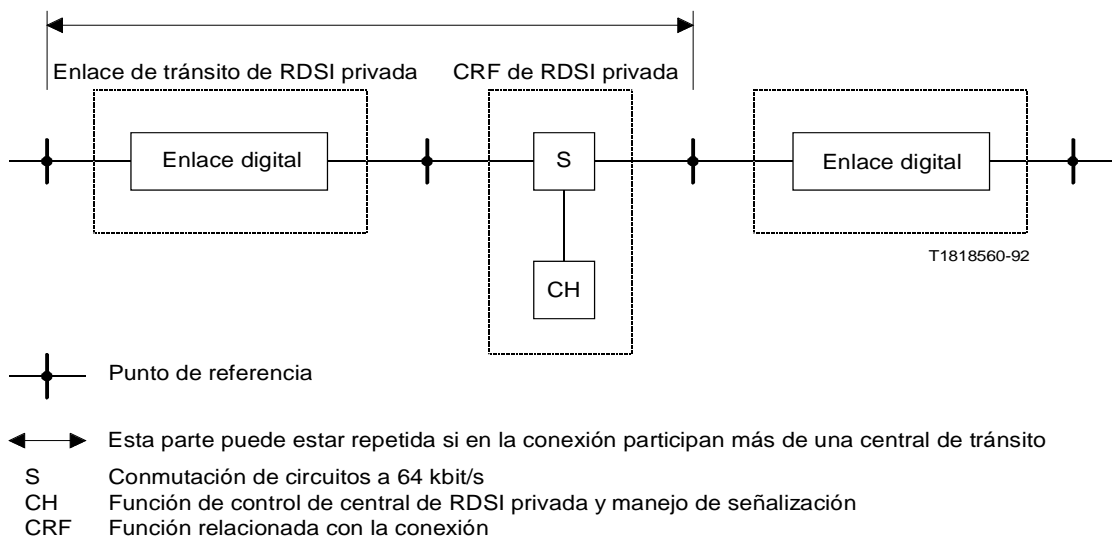 Enlace de tránsito de RDSI privada
CRF de RDSI privada
Enlace digital
S
Enlace digital
T1818560-92
CH
Punto de referencia
Esta parte puede estar repetida si en la conexión participan más de una central de tránsito
S Conmutación de circuitos a 64 kbit/s
CH Función de control de central de RDSI privada y manejo de señalización
CRF Función relacionada con la conexión